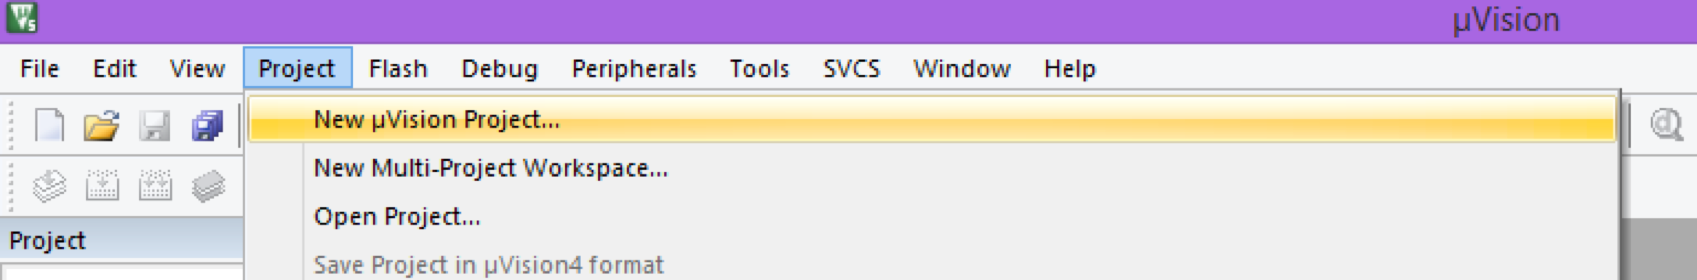 µVision
File Edit View Project Flash Debug Peripherals Tools SVCS Window Help
New µVision Project...
New Multi-Project Workspace...
Open Project...
Project
Save Project in µVision4 format